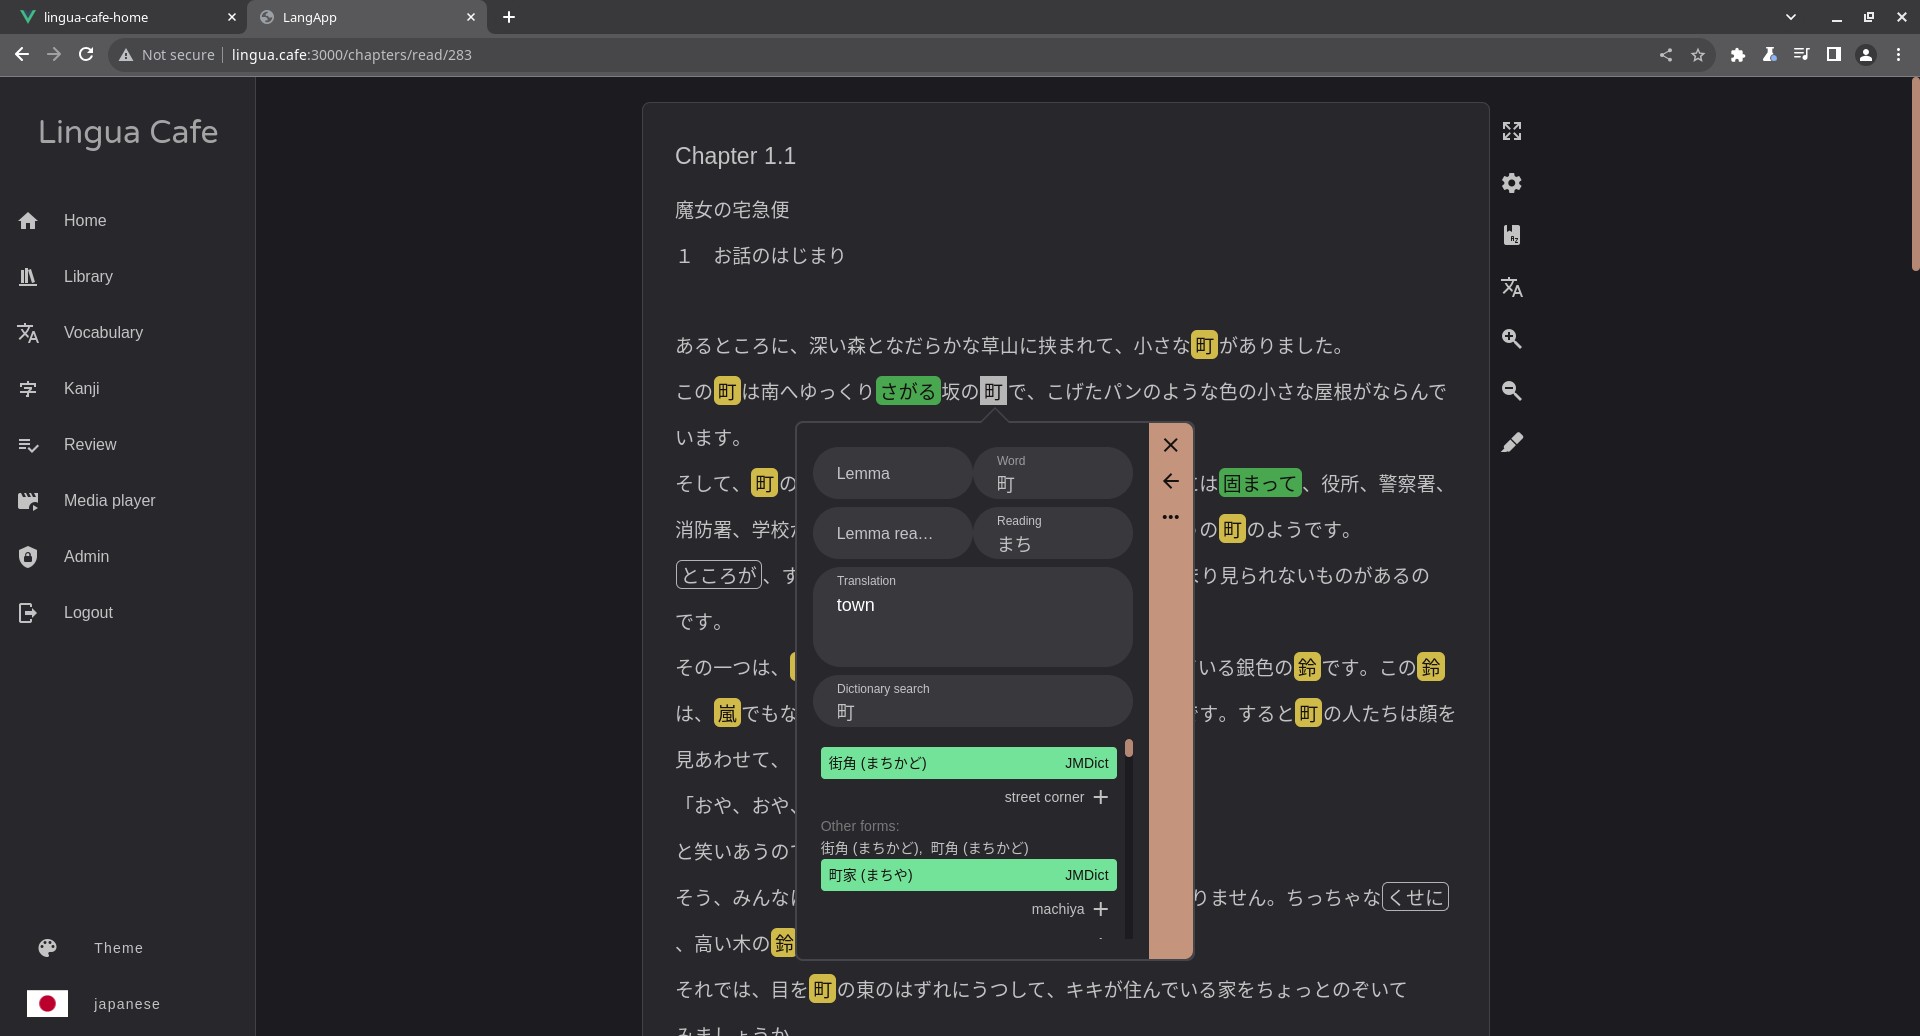 lingua-cafe-home
LangApp
Not secure
lingua.cafe:3000/chapters/read/283
Lingua Cafe
Home
Library
Vocabulary
Kanji
Review
Media player
Admin
Logout
Theme
japanese
Chapter 1.1
魔女の宅急便
１　お話のはじまり
あるところに、深い森となだらかな草山に挟まれて、小さな町がありました。
この町は南へゆっくりさがる坂の町で、こげたパンのような色の小さな屋根がならんで
います。
そして、町の は固まって、役所、警察署、
消防署、学校 の町のようです。
ところが、す り見られないものがあるの
です。
その一つは、 いる銀色の鈴です。この鈴
は、嵐でもな す。すると町の人たちは顔を
見あわせて、
「おや、おや、
と笑いあうの
そう、みんな りません。ちっちゃなくせに
、高い木の鈴
それでは、目を町の東のはずれにうつして、キキが住んでいる家をちょっとのぞいて
みましょうか
Lemma
Word
町
Lemma rea…
Reading
まち
Translation
town
Dictionary search
町
街角 (まちかど) JMDict
street corner
Other forms:
街角 (まちかど), 町角 (まちかど)
町家 (まちや) JMDict
machiya